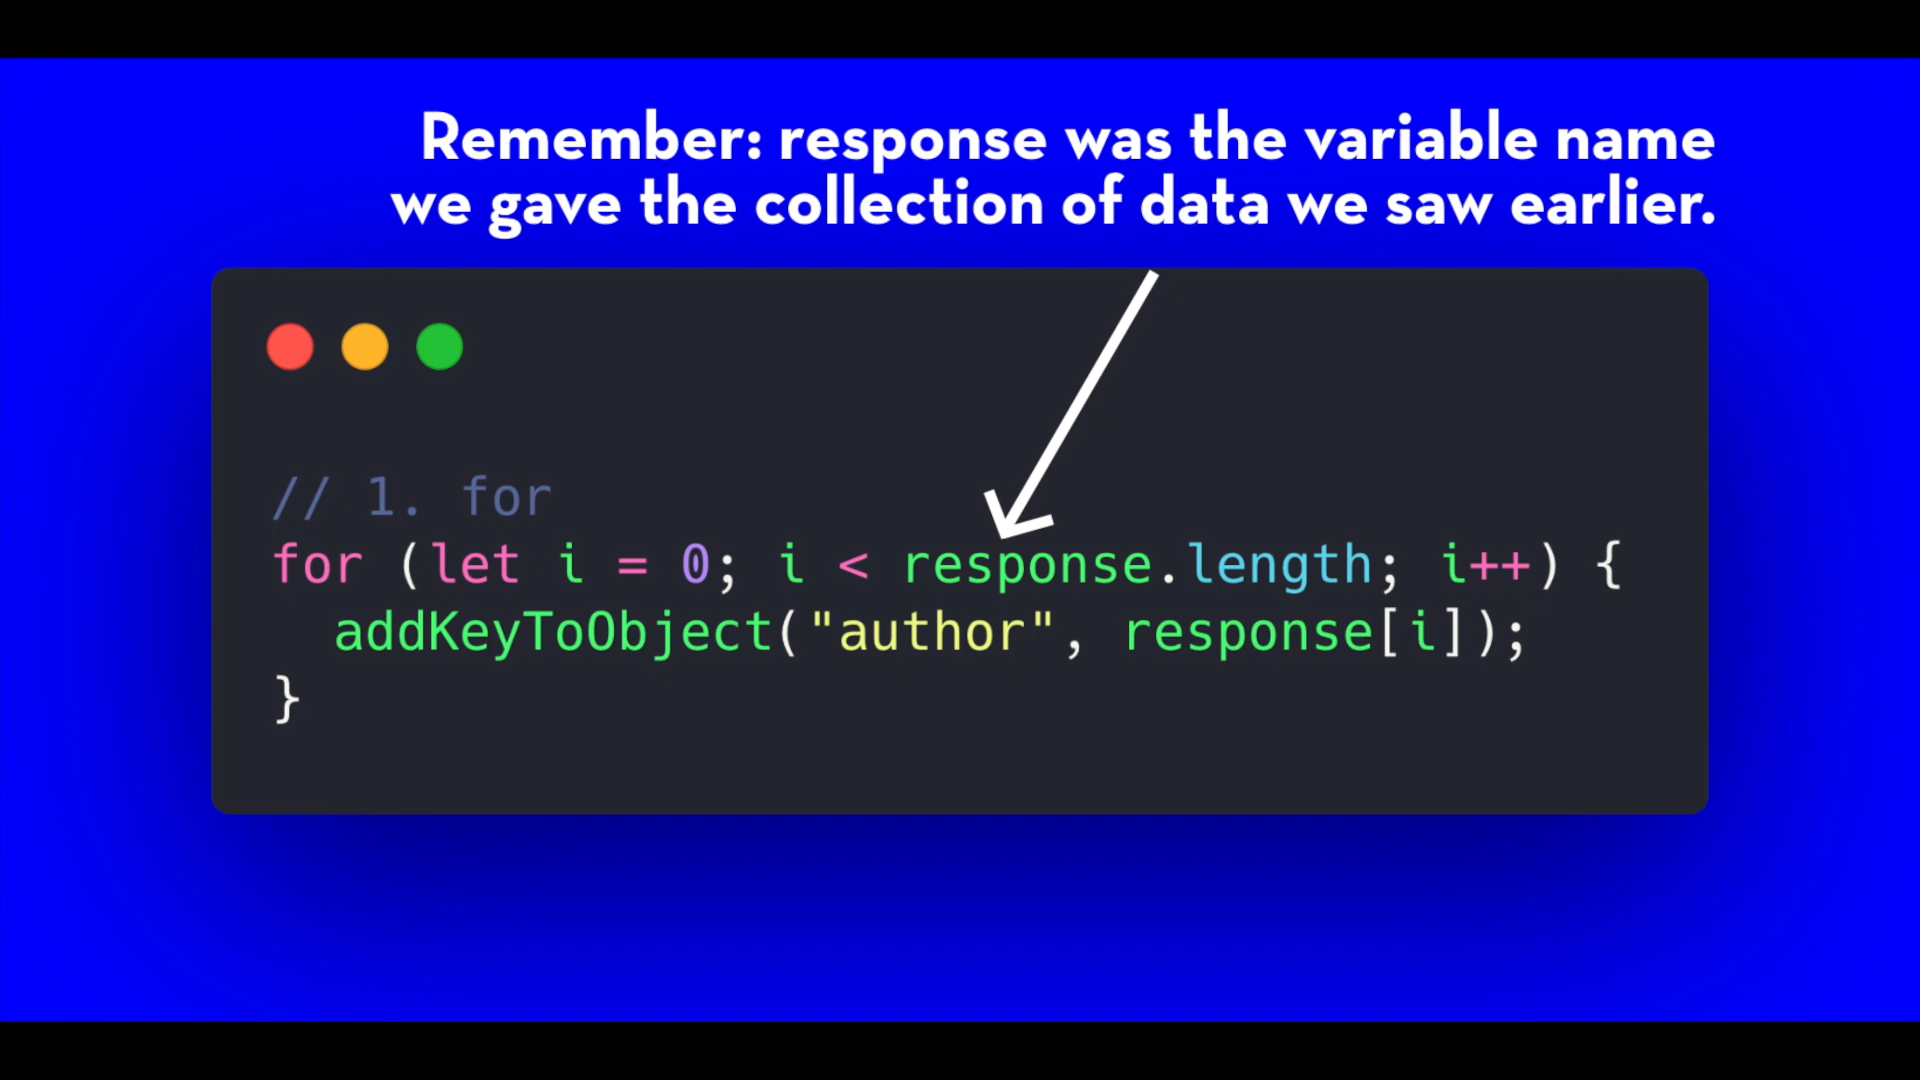 Remember: response was the variable name
we gave the collection of data we saw earlier.
// 1. for
for (let i = 0; i < response.length; i++) {
  addKeyToObject("author", response[i]);
}